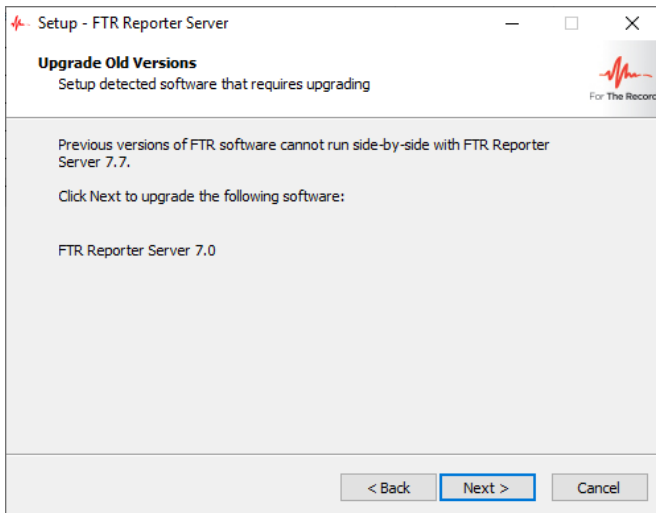 Setup - FTR Reporter Server
Upgrade Old Versions
Setup detected software that requires upgrading
For The Record
Previous versions of FTR software cannot run side-by-side with FTR Reporter
Server 7.7.
Click Next to upgrade the following software:
FTR Reporter Server 7.0
< Back
Next >
Cancel